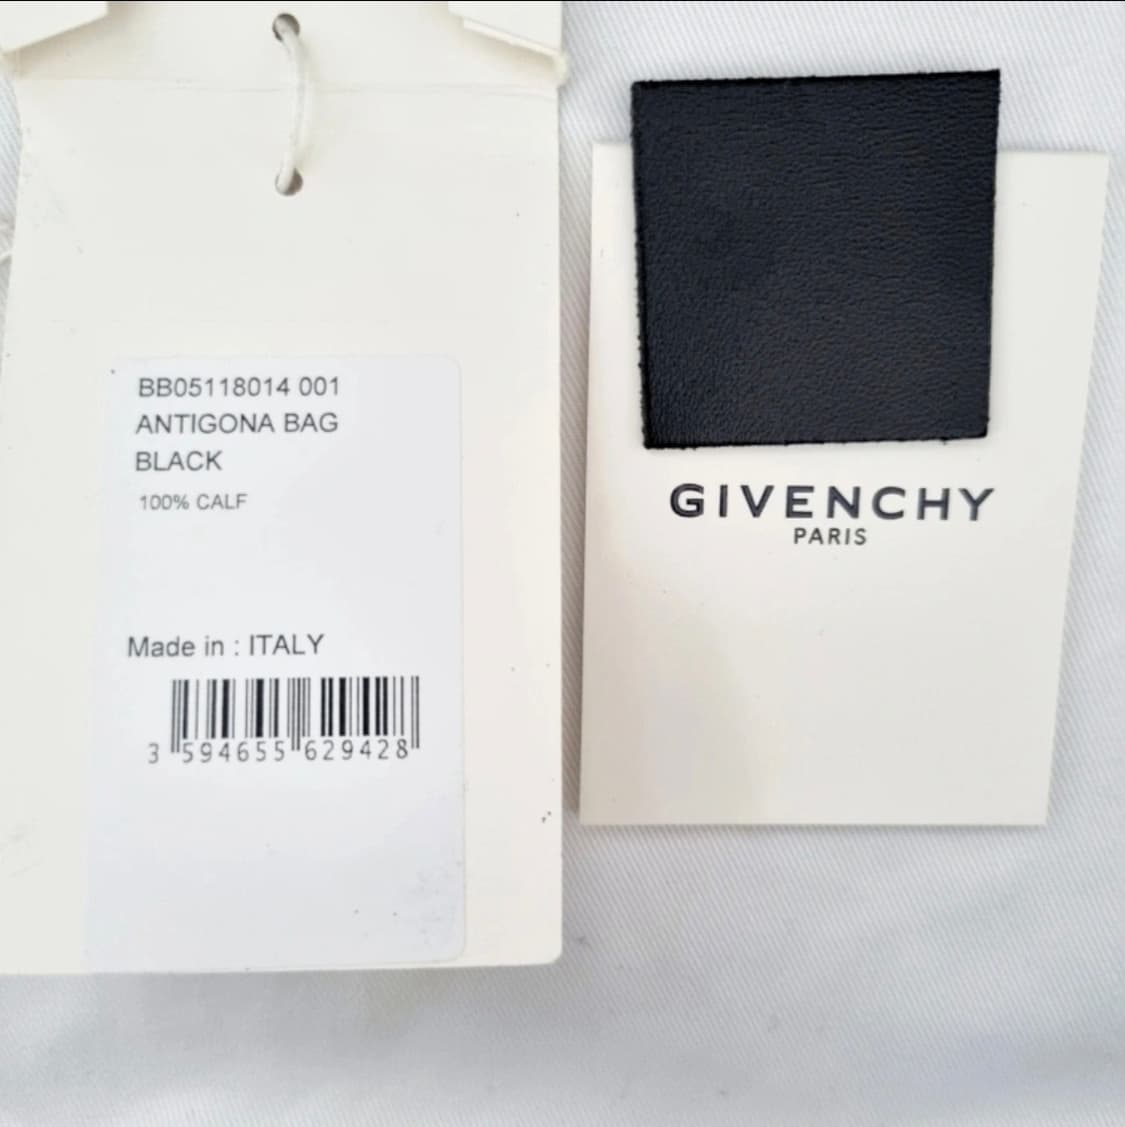 BB05118014 001
ANTIGONA BAG
BLACK
100% CALF
Made in : ITALY
3 594655 629428
GIVENCHY
PARIS